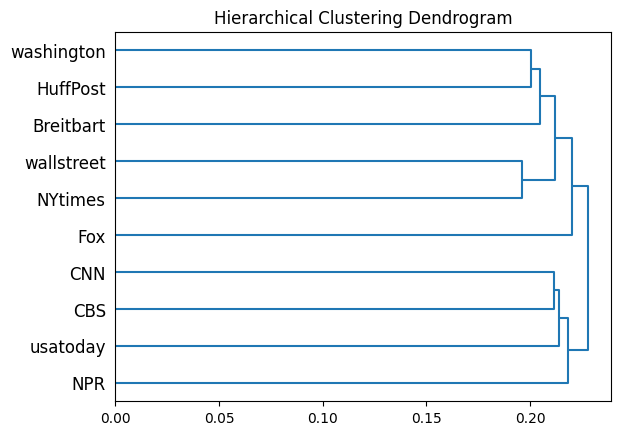 Hierarchical Clustering Dendrogram
washington
HuffPost
Breitbart
wallstreet
NYtimes
Fox
CNN
CBS
usatoday
NPR
0.00 0.05 0.10 0.15 0.20